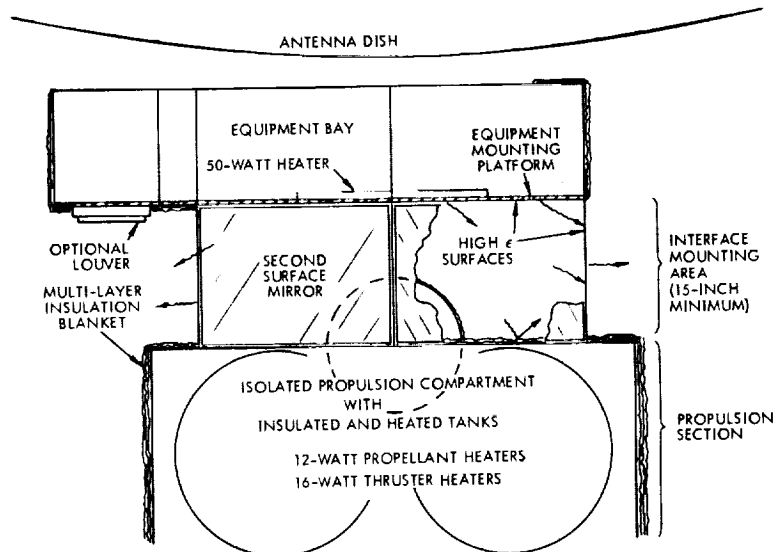 ANTENNA DISH
EQUIPMENT BAY
50-WATT HEATER
EQUIPMENT
MOUNTING
PLATFORM
OPTIONAL
LOUVER
MULTI-LAYER
INSULATION
BLANKET
SECOND
SURFACE
MIRROR
HIGH ϵ
SURFACES
INTERFACE
MOUNTING
AREA
(15-INCH
MINIMUM)
ISOLATED PROPULSION COMPARTMENT
WITH
INSULATED AND HEATED TANKS
12-WATT PROPELLANT HEATERS
16-WATT THRUSTER HEATERS
PROPULSION
SECTION